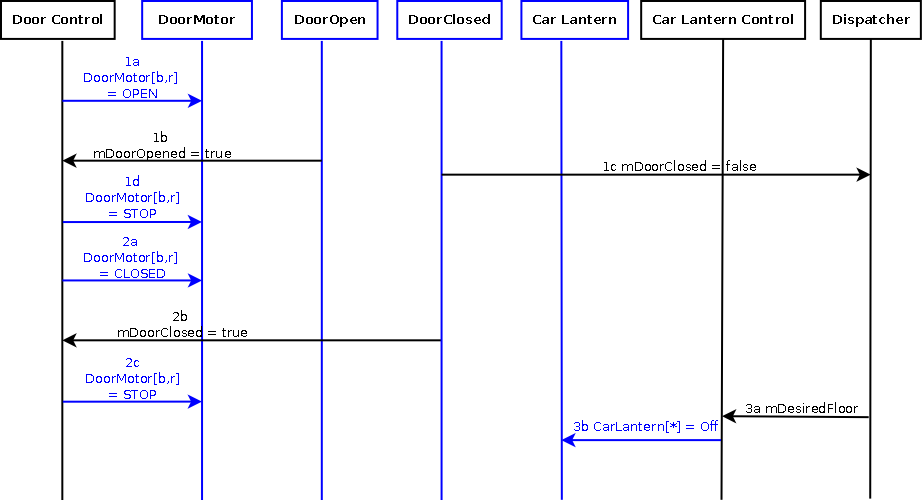 Door Control
DoorMotor
DoorOpen
DoorClosed
Car Lantern
Car Lantern Control
Dispatcher
1a
DoorMotor[b,r]
= OPEN
1b
mDoorOpened = true
1c mDoorClosed = false
1d
DoorMotor[b,r]
= STOP
2a
DoorMotor[b,r]
= CLOSED
2b
mDoorClosed = true
2c
DoorMotor[b,r]
= STOP
3a mDesiredFloor
3b CarLantern[*] = Off